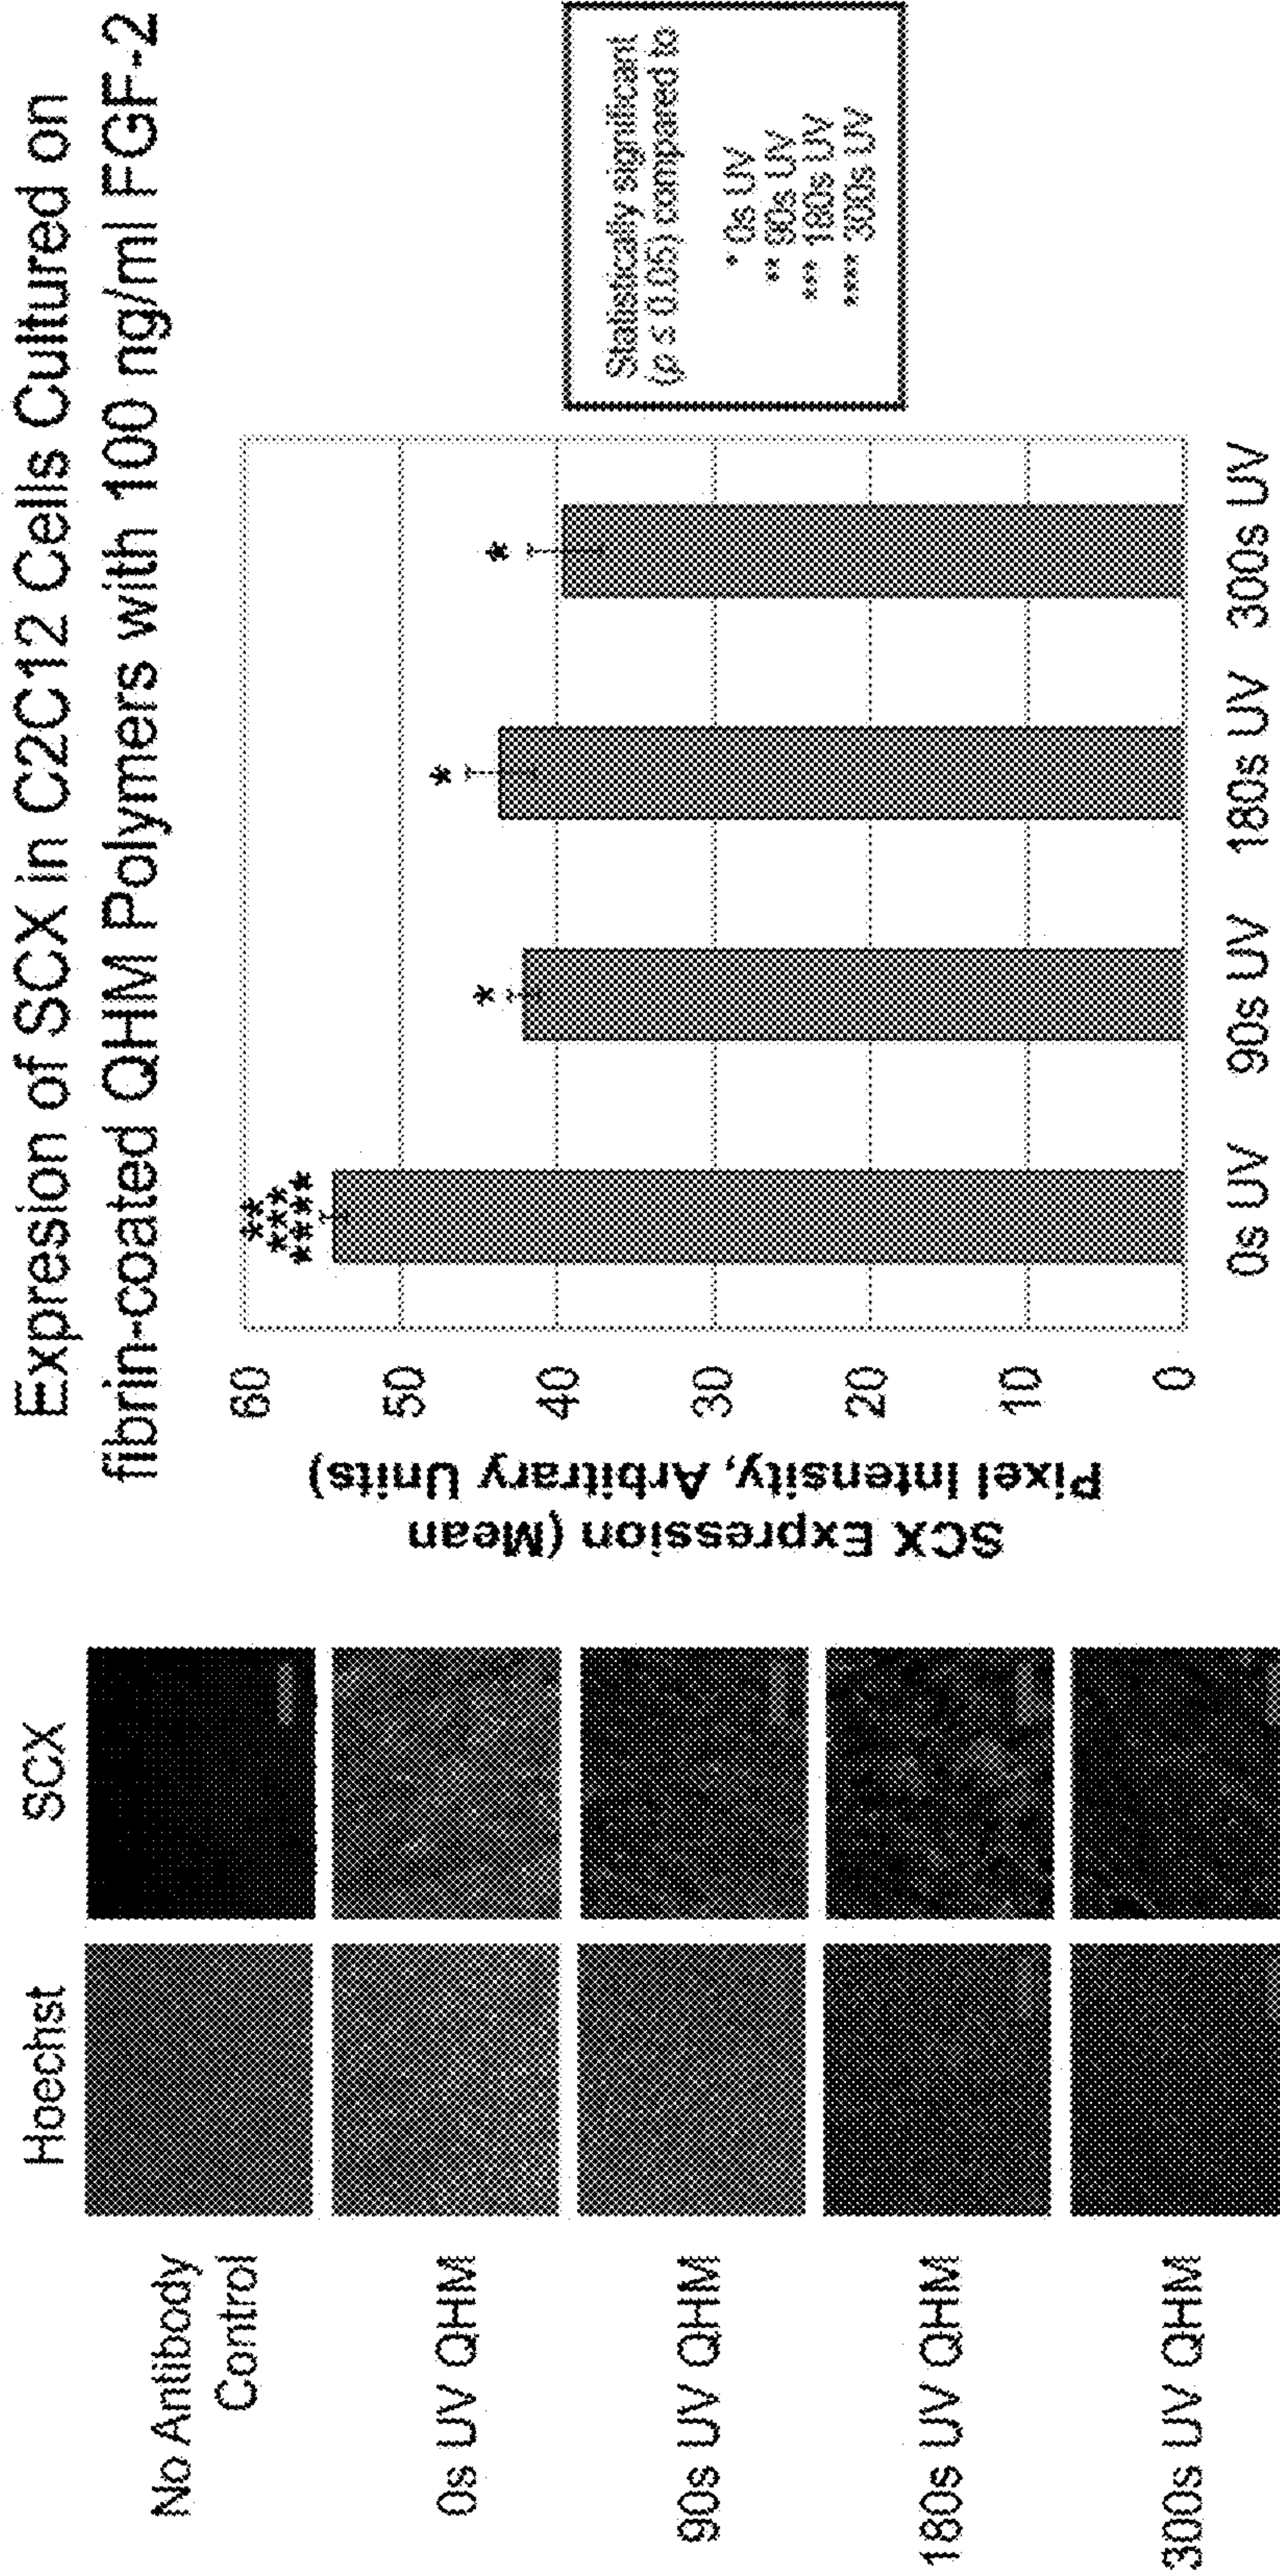 Expression of SCX in C2C12 Cells Cultured on
fibrin-coated QHM Polymers with 100 ng/ml FGF-2
Hoechst
SCX
No Antibody
Control
0s UV QHM
90s UV QHM
180s UV QHM
300s UV QHM
SCX Expression (Mean
Pixel Intensity, Arbitrary Units)
60
50
40
30
20
10
0
**
***
****
*
*
*
0s UV
90s UV
180s UV
300s UV
Statistically significant
(p ≤ 0.05) compared to
* 0s UV
** 90s UV
*** 180s UV
**** 300s UV